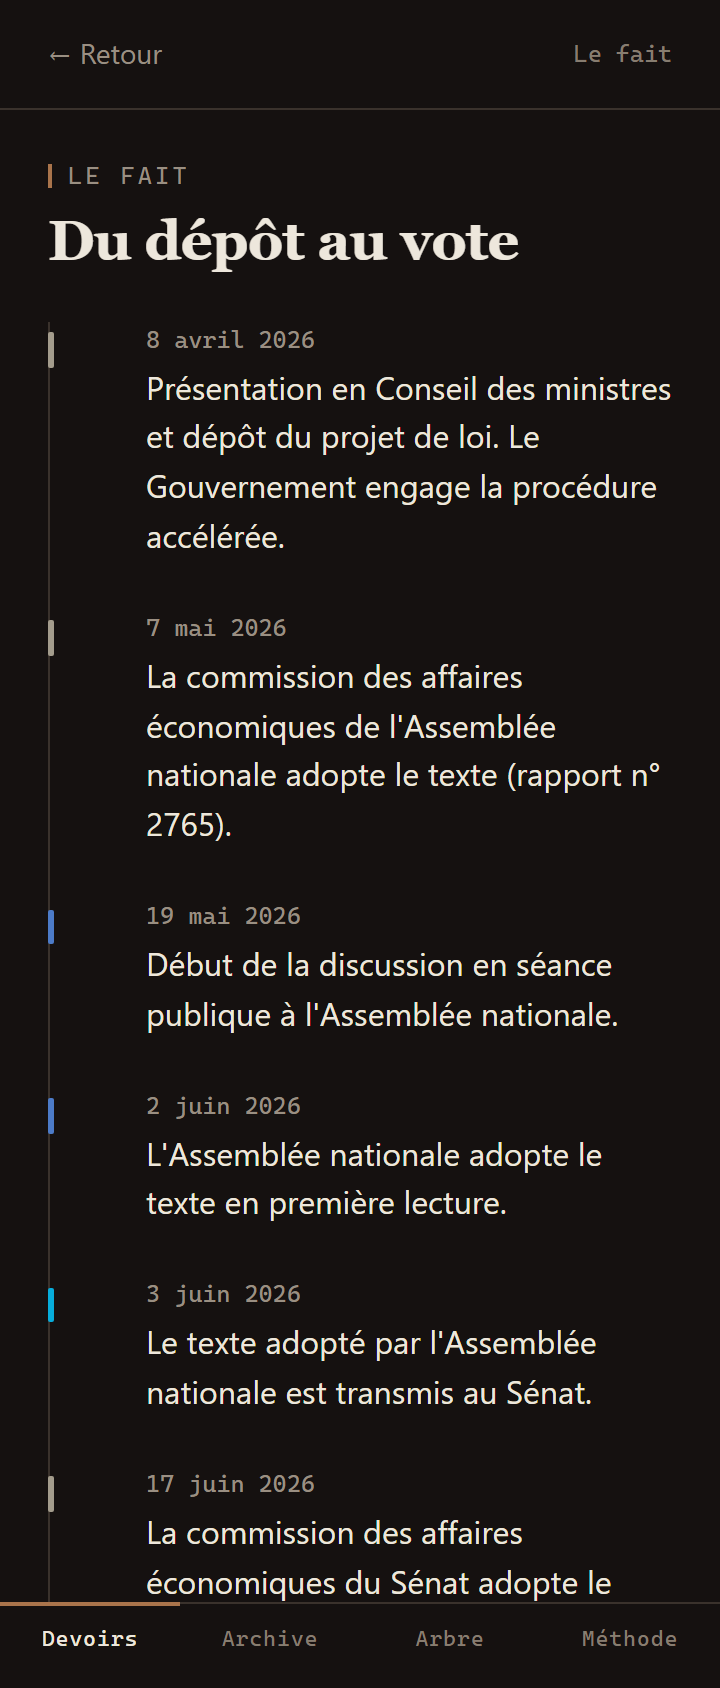 ← Retour
Le fait
LE FAIT
Du dépôt au vote
8 avril 2026
Présentation en Conseil des ministres
et dépôt du projet de loi. Le
Gouvernement engage la procédure
accélérée.
7 mai 2026
La commission des affaires
économiques de l'Assemblée
nationale adopte le texte (rapport n°
2765).
19 mai 2026
Début de la discussion en séance
publique à l'Assemblée nationale.
2 juin 2026
L'Assemblée nationale adopte le
texte en première lecture.
3 juin 2026
Le texte adopté par l'Assemblée
nationale est transmis au Sénat.
17 juin 2026
La commission des affaires
économiques du Sénat adopte le
Devoirs
Archive
Arbre
Méthode